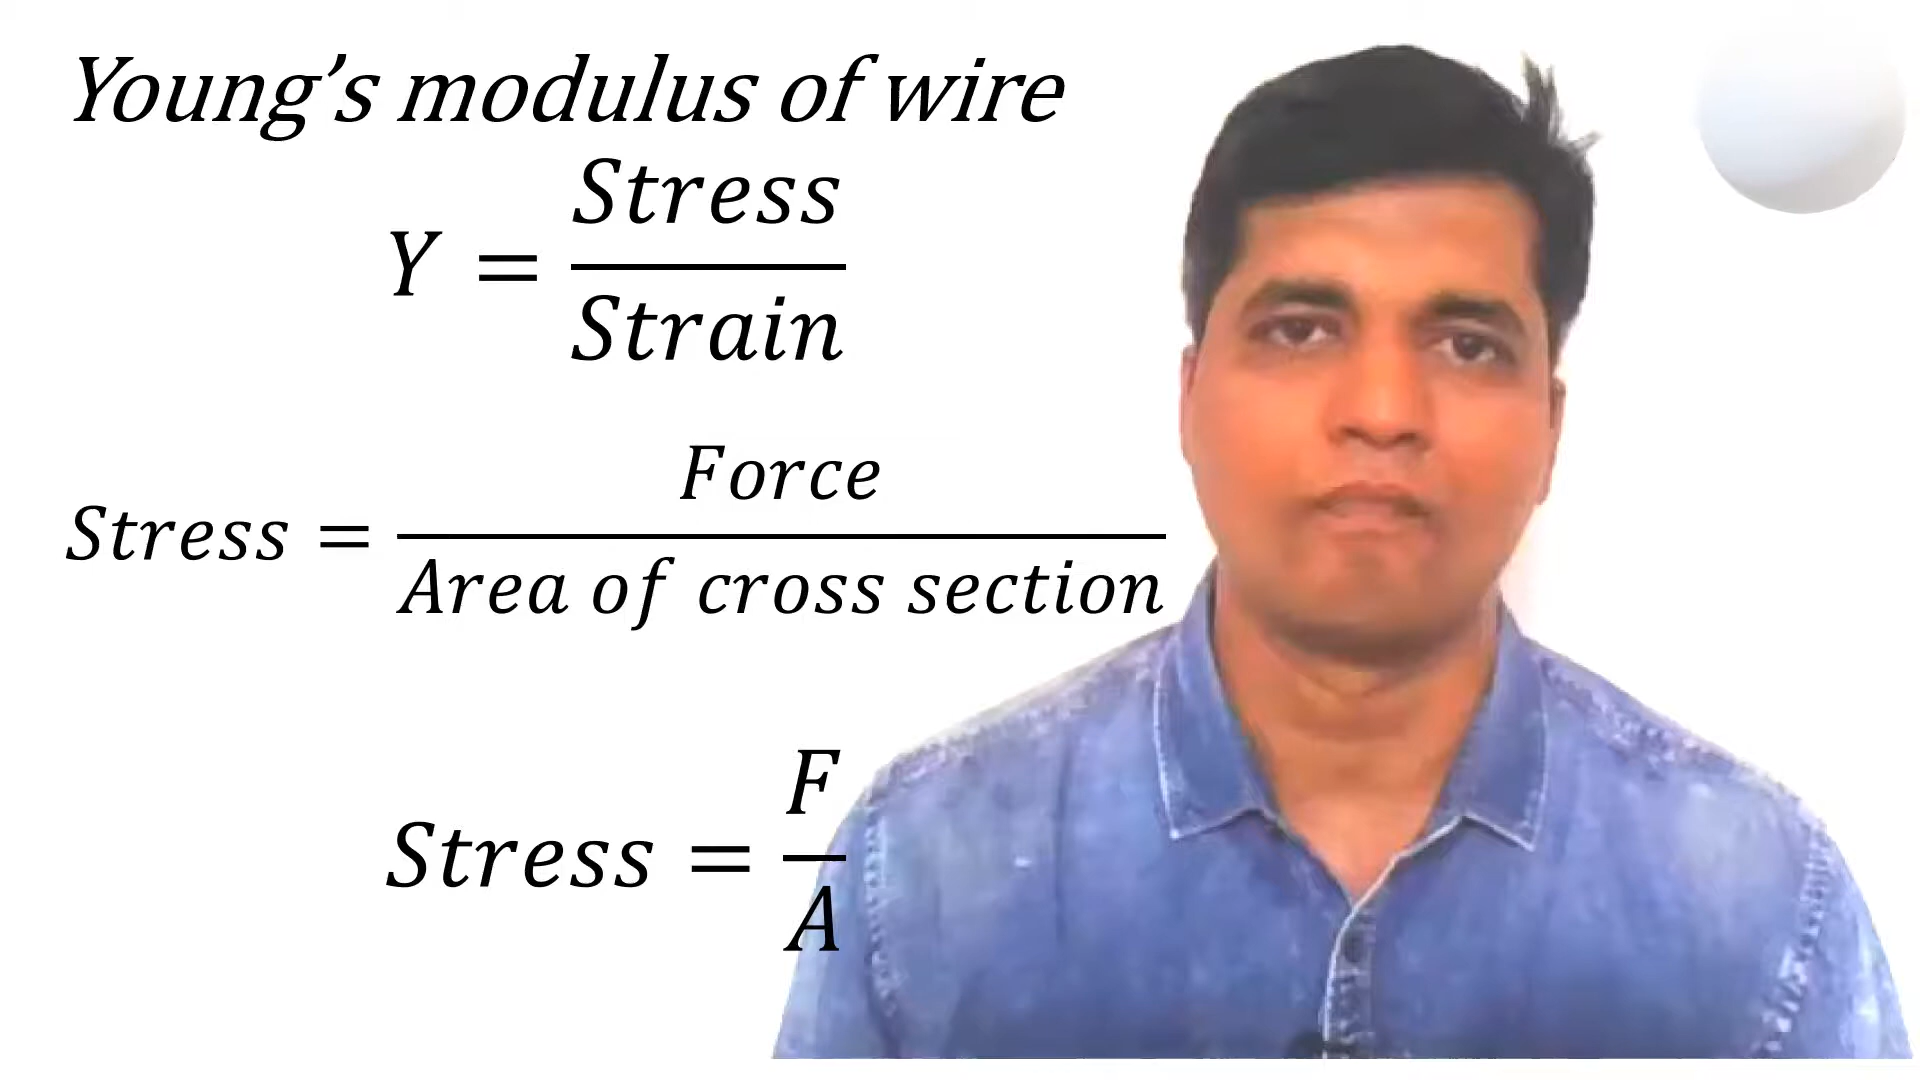 Young’s modulus of wire
Y = Stress / Strain
Stress = Force / Area of cross section
Stress = F / A